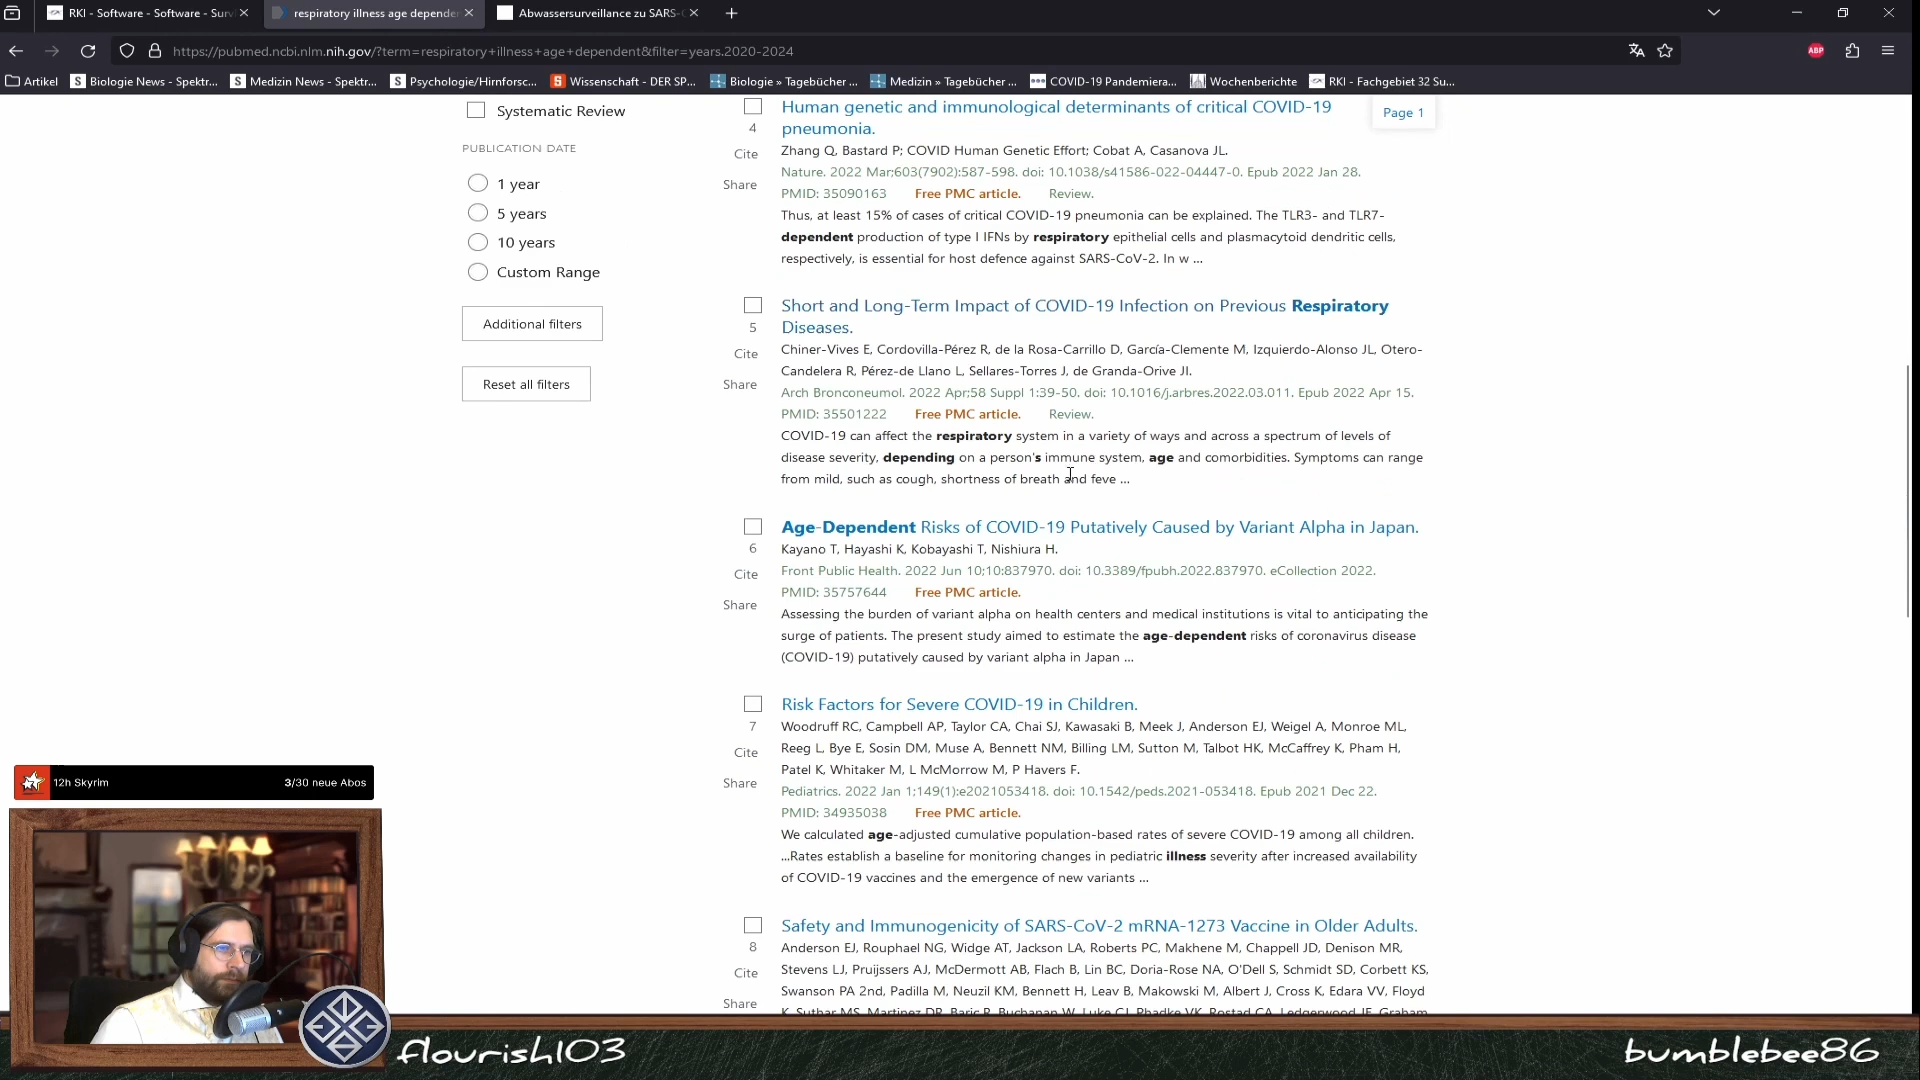 RKI - Software - Software - Surv
respiratory illness age depender
Abwassersurveillance zu SARS-C
https://pubmed.ncbi.nlm.nih.gov/?term=respiratory+illness+age+dependent&filter=years.2020-2024
ABP
Artikel
Biologie News - Spektr...
Medizin News - Spektr...
Psychologie/Hirnforsc...
Wissenschaft - DER SP...
Biologie » Tagebücher ...
Medizin » Tagebücher ...
COVID-19 Pandemiera...
Wochenberichte
RKI - Fachgebiet 32 Su...
Systematic Review
PUBLICATION DATE
1 year
5 years
10 years
Custom Range
Additional filters
Reset all filters
Page 1
4
Cite
Share
Human genetic and immunological determinants of critical COVID-19
pneumonia.
Zhang Q, Bastard P; COVID Human Genetic Effort; Cobat A, Casanova JL.
Nature. 2022 Mar;603(7902):587-598. doi: 10.1038/s41586-022-04447-0. Epub 2022 Jan 28.
PMID: 35090163 Free PMC article. Review.
Thus, at least 15% of cases of critical COVID-19 pneumonia can be explained. The TLR3- and TLR7-
dependent production of type I IFNs by respiratory epithelial cells and plasmacytoid dendritic cells,
respectively, is essential for host defence against SARS-CoV-2. In w ...
5
Cite
Share
Short and Long-Term Impact of COVID-19 Infection on Previous Respiratory
Diseases.
Chiner-Vives E, Cordovilla-Pérez R, de la Rosa-Carrillo D, García-Clemente M, Izquierdo-Alonso JL, Otero-
Candelera R, Pérez-de Llano L, Sellares-Torres J, de Granda-Orive JI.
Arch Bronconeumol. 2022 Apr;58 Suppl 1:39-50. doi: 10.1016/j.arbres.2022.03.011. Epub 2022 Apr 15.
PMID: 35501222 Free PMC article. Review.
COVID-19 can affect the respiratory system in a variety of ways and across a spectrum of levels of
disease severity, depending on a person's immune system, age and comorbidities. Symptoms can range
from mild, such as cough, shortness of breath and feve ...
6
Cite
Share
Age-Dependent Risks of COVID-19 Putatively Caused by Variant Alpha in Japan.
Kayano T, Hayashi K, Kobayashi T, Nishiura H.
Front Public Health. 2022 Jun 10;10:837970. doi: 10.3389/fpubh.2022.837970. eCollection 2022.
PMID: 35757644 Free PMC article.
Assessing the burden of variant alpha on health centers and medical institutions is vital to anticipating the
surge of patients. The present study aimed to estimate the age-dependent risks of coronavirus disease
(COVID-19) putatively caused by variant alpha in Japan ...
7
Cite
Share
Risk Factors for Severe COVID-19 in Children.
Woodruff RC, Campbell AP, Taylor CA, Chai SJ, Kawasaki B, Meek J, Anderson EJ, Weigel A, Monroe ML,
Reeg L, Bye E, Sosin DM, Muse A, Bennett NM, Billing LM, Sutton M, Talbot HK, McCaffrey K, Pham H,
Patel K, Whitaker M, L McMorrow M, P Havers F.
Pediatrics. 2022 Jan 1;149(1):e2021053418. doi: 10.1542/peds.2021-053418. Epub 2021 Dec 22.
PMID: 34935038 Free PMC article.
We calculated age-adjusted cumulative population-based rates of severe COVID-19 among all children.
...Rates establish a baseline for monitoring changes in pediatric illness severity after increased availability
of COVID-19 vaccines and the emergence of new variants ...
8
Cite
Share
Safety and Immunogenicity of SARS-CoV-2 mRNA-1273 Vaccine in Older Adults.
Anderson EJ, Rouphael NG, Widge AT, Jackson LA, Roberts PC, Makhene M, Chappell JD, Denison MR,
Stevens LJ, Pruijssers AJ, McDermott AB, Flach B, Lin BC, Doria-Rose NA, O'Dell S, Schmidt SD, Corbett KS,
Swanson PA 2nd, Padilla M, Neuzil KM, Bennett H, Leav B, Makowski M, Albert J, Cross K, Edara VV, Floyd
K, Suthar MS, Martinez DR, Baric R, Buchanan W, Luke CJ, Phadke VK, Rostad CA, Ledgerwood JE, Graham
12h Skyrim 3/30 neue Abos
flourish103
bumblebee86